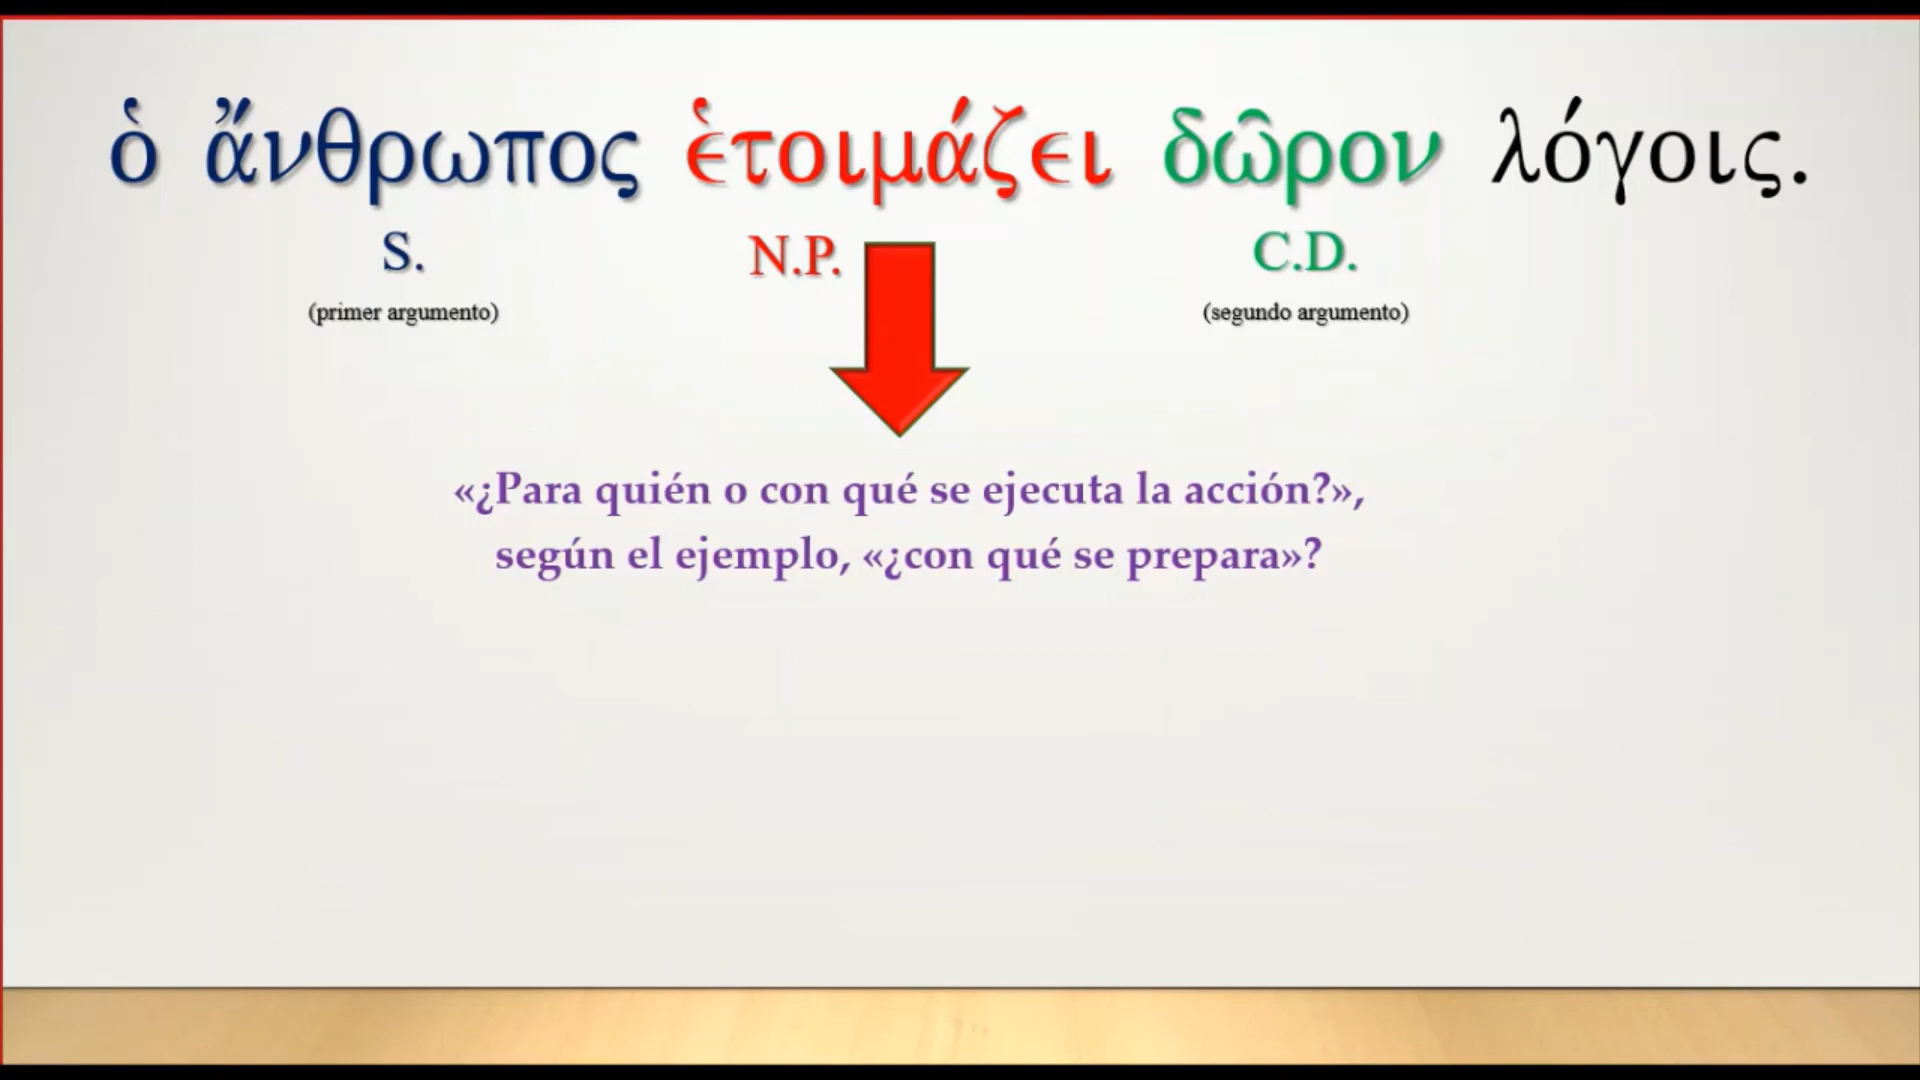 ὁ ἄνθρωπος ἑτοιμάζει δῶρον λόγοις.
S. N.P. C.D.
(primer argumento) (segundo argumento)
«¿Para quién o con qué se ejecuta la acción?»,
según el ejemplo, «¿con qué se prepara»?